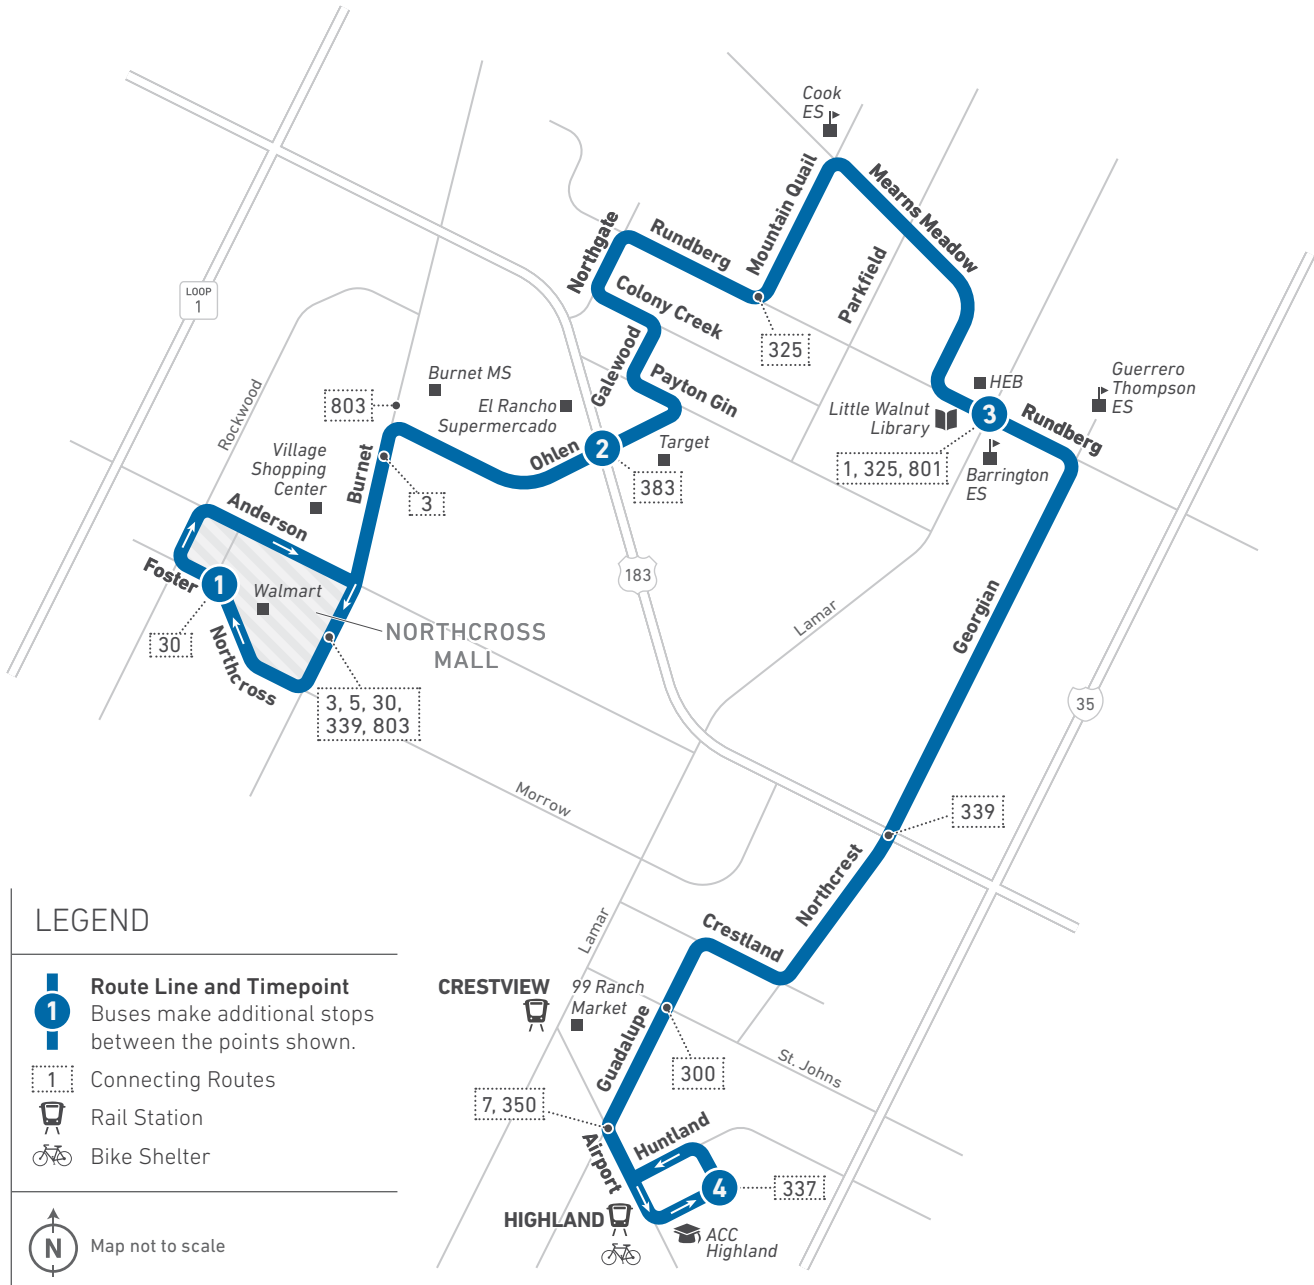 Cook
ES
Mountain Quail
Mearns Meadow
Northgate
Rundberg
Parkfield
LOOP
1
Colony Creek
325
Galewood
Payton Gin
Guerrero
Thompson
ES
HEB
Burnet MS
Rockwood
803
El Rancho
Supermercado
Little Walnut
Library
3
Rundberg
Village
Shopping
Center
Burnet
Ohlen
2
Target
1, 325, 801
Barrington
ES
383
3
Anderson
Foster
1
Walmart
183
Georgian
Lamar
30
Northcross
NORTHCROSS
MALL
3, 5, 30,
339, 803
35
Morrow
339
Northcrest
LEGEND
Lamar
Crestland
Route Line and Timepoint
1
Buses make additional stops
between the points shown.
CRESTVIEW
99 Ranch
Market
Guadalupe
1
Connecting Routes
300
St. Johns
7, 350
Rail Station
Airport
Huntland
Bike Shelter
4
337
HIGHLAND
ACC
Highland
N
Map not to scale